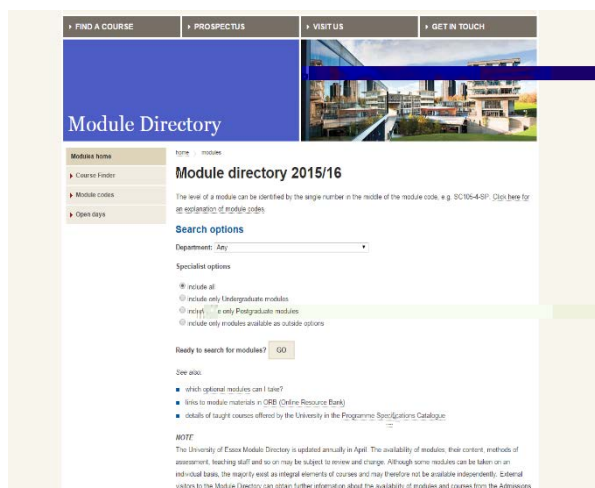 FIND A COURSE
PROSPECTUS
VISIT US
GET IN TOUCH
Module Directory
Modules home
Course Finder
Module codes
Open days
home modules
Module directory 2015/16
The level of a module can be identified by the single number in the middle of the module code, e.g. SC105-4-SP. Click here for
an explanation of module codes.
Search options
Department: Any
Specialist options
include all
include only Undergraduate modules
only Postgraduate modules
include only modules available as outside options
Ready to search for modules? GO
See also:
which optional modules can I take?
links to module materials in ORB (Online Resource Bank)
details of taught courses offered by the University in the Programme Specifications Catalogue
NOTE
The University of Essex Module Directory is updated annually in April. The availability of modules, their content, methods of
assessment, teaching staff and so on may be subject to review and change. Although some modules can be taken on an
individual basis, the majority exist as integral elements of courses and may therefore not be available independently. External
visitors to the Module Directory can obtain further information about the availability of modules and courses from the Admissions